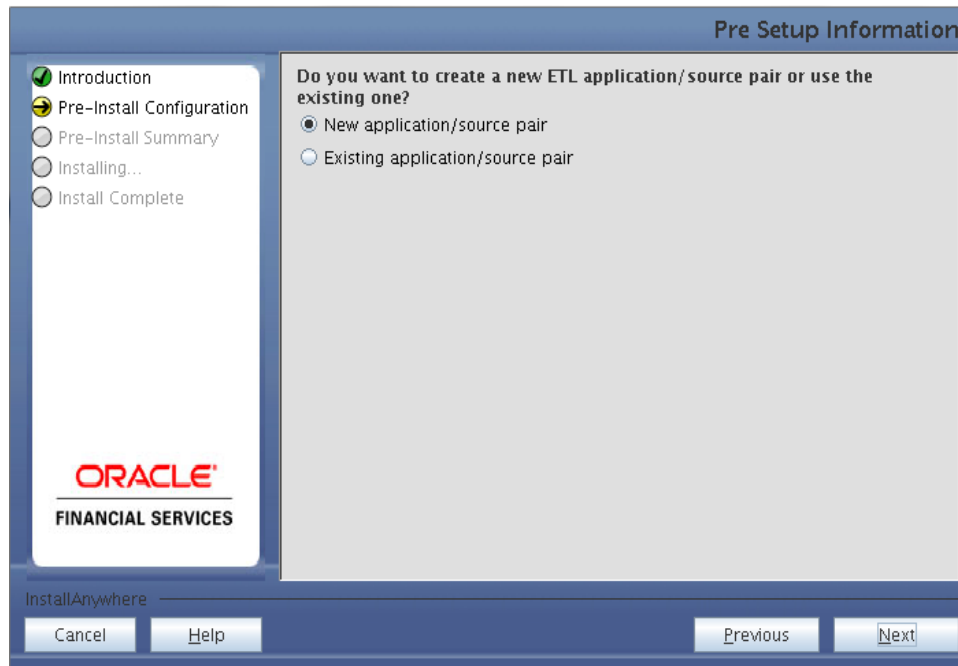 Pre Setup Information
Introduction
Pre-Install Configuration
Pre-Install Summary
Installing...
Install Complete
ORACLE
FINANCIAL SERVICES
Do you want to create a new ETL application/source pair or use the
existing one?
New application/source pair
Existing application/source pair
InstallAnywhere
Cancel
Help
Previous
Next